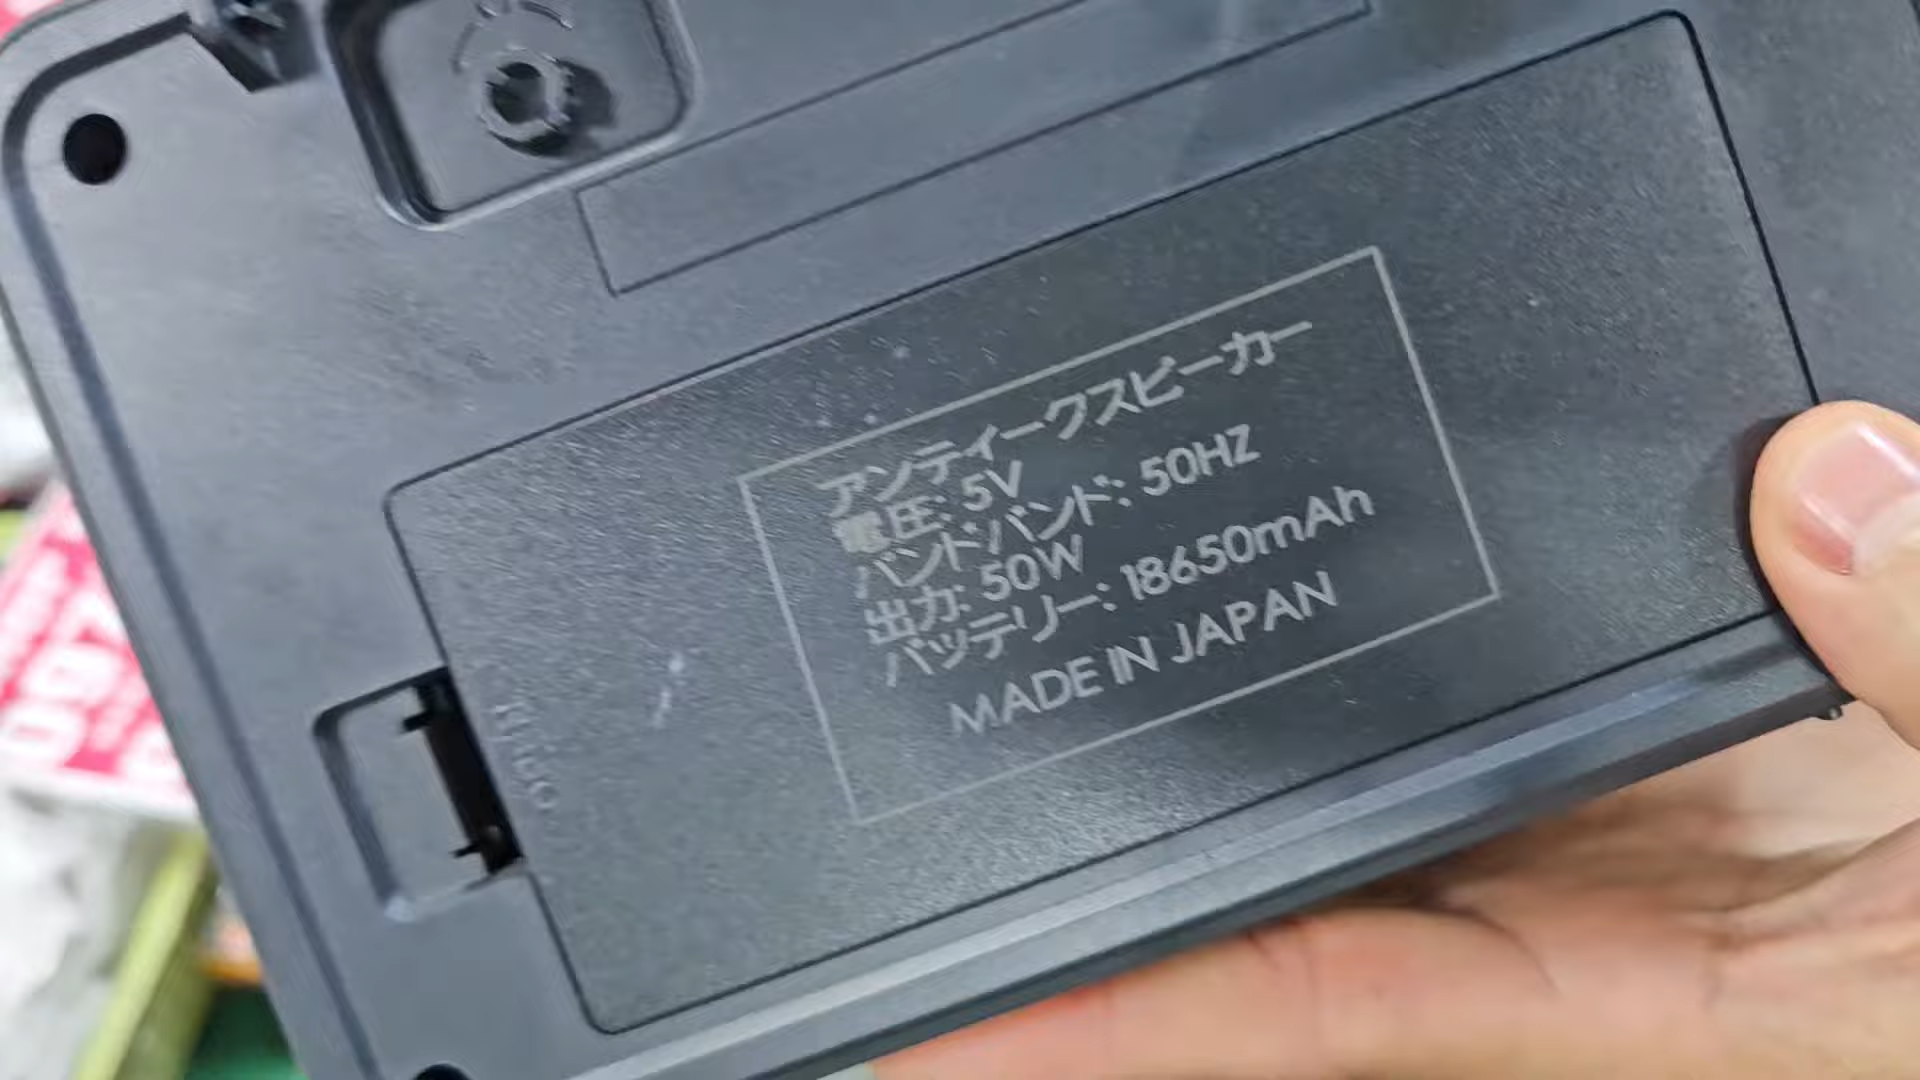 アンティークスピーカー
電圧: 5V
バンドバンド: 50HZ
出力: 50W
バッテリー: 18650mAh
MADE IN JAPAN